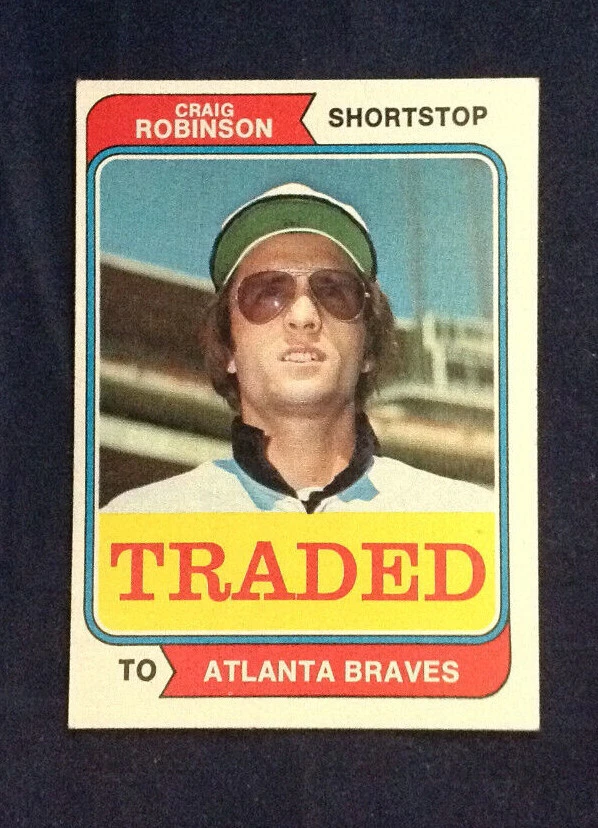 CRAIG
ROBINSON
SHORTSTOP
TRADED
TO ATLANTA BRAVES